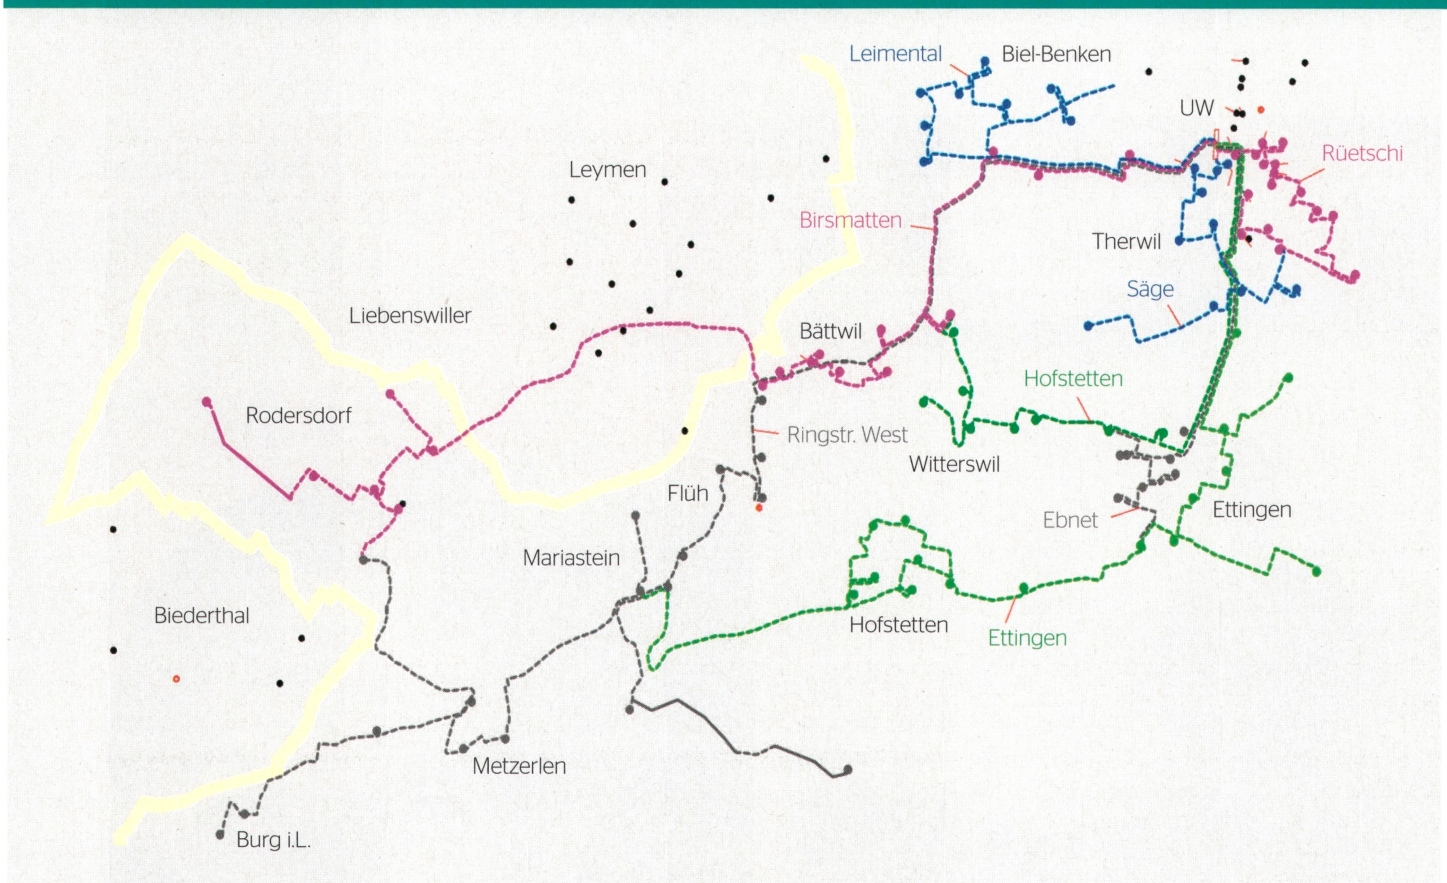 Leimental
Biel-Benken
UW
Rüetschi
Leymen
Birsmatten
Therwil
Säge
Liebenswiller
Bättwil
Hofstetten
Rodersdorf
Ringstr. West
Witterswil
Flüh
Ebnet
Ettingen
Mariastein
Biederthal
Hofstetten
Ettingen
Metzerlen
Burg i.L.